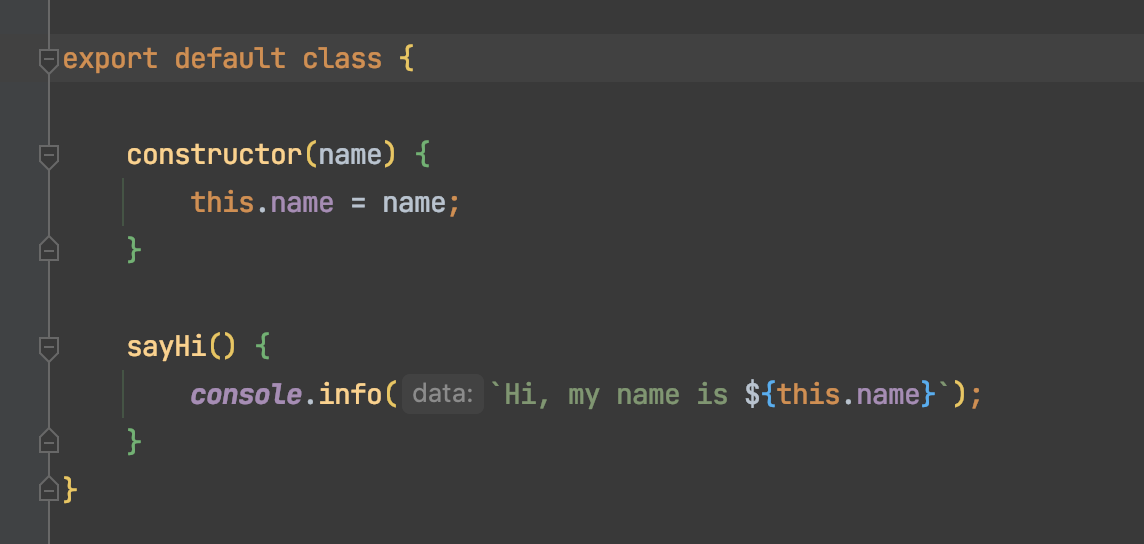 export default class {
constructor(name) {
this.name = name;
}
sayHi() {
console.info( data: `Hi, my name is ${this.name}`);
}
}